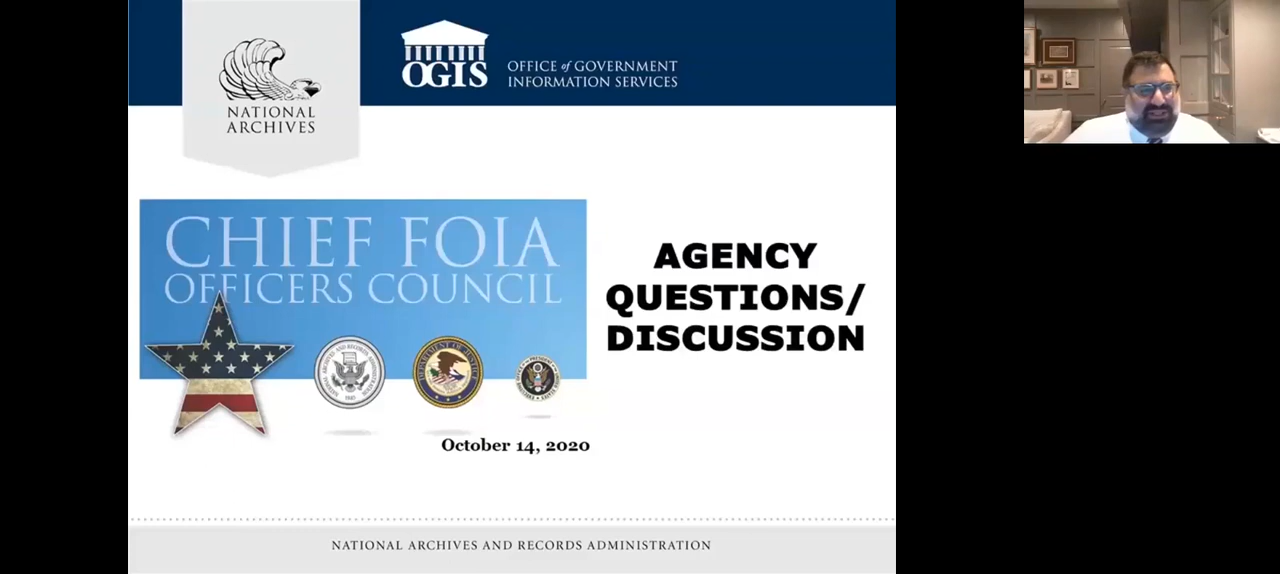 NATIONAL
ARCHIVES
OGIS
OFFICE of GOVERNMENT
INFORMATION SERVICES
CHIEF FOIA
OFFICERS COUNCIL
AGENCY
QUESTIONS/
DISCUSSION
October 14, 2020
NATIONAL ARCHIVES AND RECORDS ADMINISTRATION